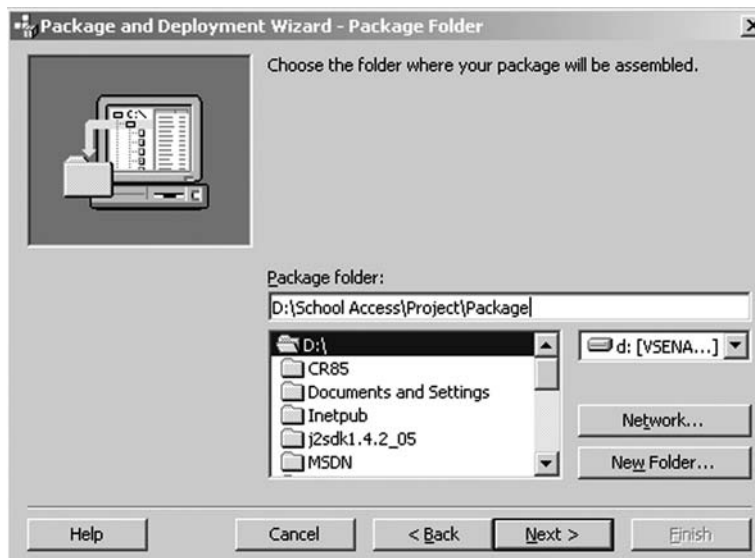 Package and Deployment Wizard - Package Folder
Choose the folder where your package will be assembled.
C:\
Package folder:
D:\School Access\Project\Package
D:\
d: [VSENA...]
CR85
Documents and Settings
Inetpub
j2sdk1.4.2_05
MSDN
Network...
New Folder...
Help
Cancel
< Back
Next >
Finish